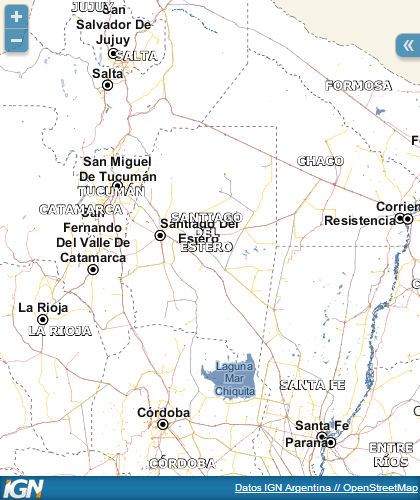 +
−
«
JUJUY
San
Salvador De
Jujuy
SALTA
Salta
FORMOSA
CHACO
San Miguel
De Tucumán
TUCUMÁN
CATAMARCA
San
Fernando
Del Valle De
Catamarca
SANTIAGO
DEL
ESTERO
Santiago Del
Estero
Corrien
Resistencia
La Rioja
LA RIOJA
Laguna
Mar
Chiquita
SANTA FE
Córdoba
CÓRDOBA
Santa Fe
Paraná
ENTRE
RÍOS
IGN
Datos IGN Argentina // OpenStreetMap